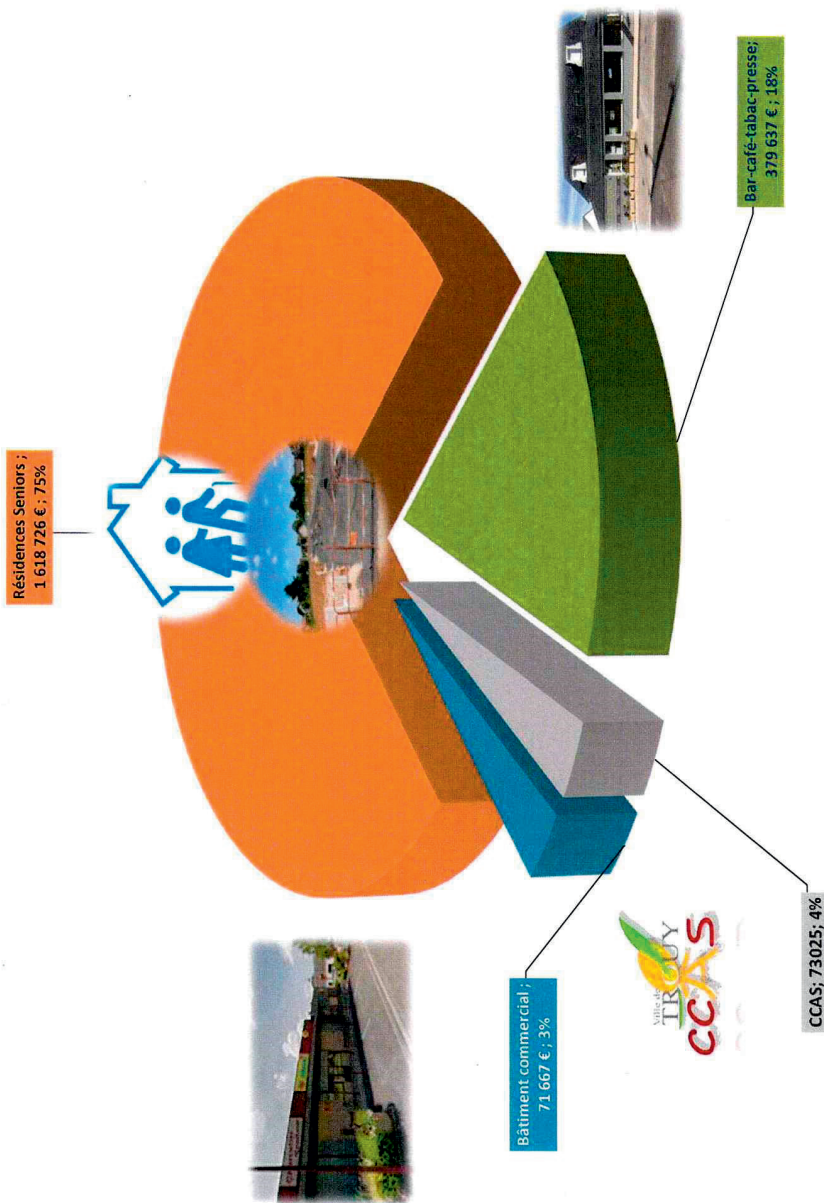 Résidences Seniors ;
1 618 726 € ; 75%
Bar-café-tabac-presse;
379 637 € ; 18%
Bâtiment commercial ;
71 667 € ; 3%
Ville de
TROUY
CCAS
CCAS; 73025; 4%